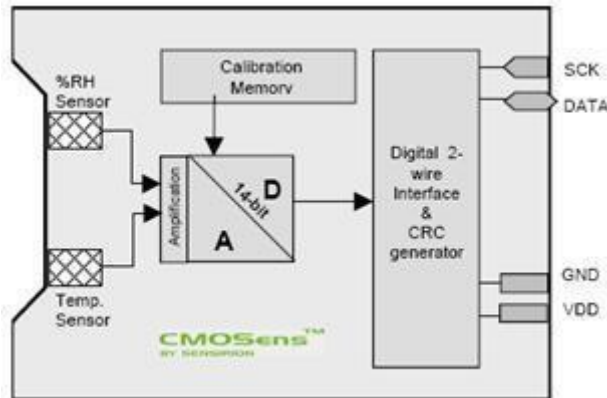 %RH
Sensor
Calibration
Memory
SCK
DATA
Amplification
14-bit
D
A
Digital 2-
wire
Interface
&
CRC
generator
GND
VDD
Temp.
Sensor
CMOSens™
BY SENSIRION